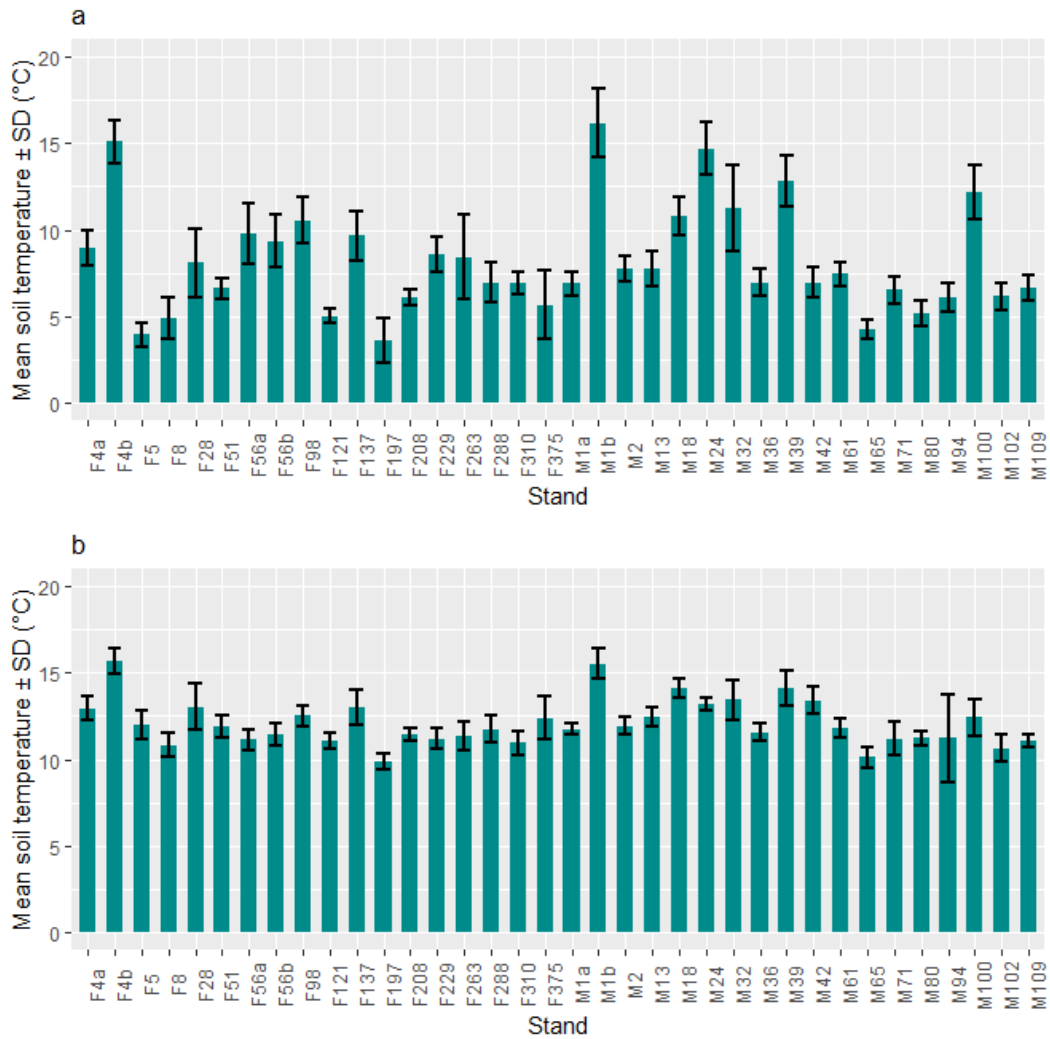 a
Mean soil temperature ± SD (°C)
20
15
10
5
0
F4a F4b F5 F8 F28 F51 F56a F56b F98 F121 F137 F197 F208 F229 F263 F288 F310 F375 M1a M1b M2 M13 M18 M24 M32 M36 M39 M42 M61 M65 M71 M80 M94 M100 M102 M109
Stand
b
Mean soil temperature ± SD (°C)
20
15
10
5
0
F4a F4b F5 F8 F28 F51 F56a F56b F98 F121 F137 F197 F208 F229 F263 F288 F310 F375 M1a M1b M2 M13 M18 M24 M32 M36 M39 M42 M61 M65 M71 M80 M94 M100 M102 M109
Stand